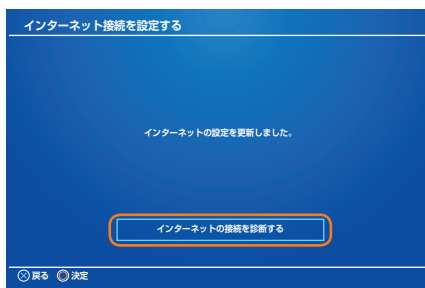 インターネット接続を設定する
インターネットの設定を更新しました。
インターネットの接続を診断する
戻る 決定